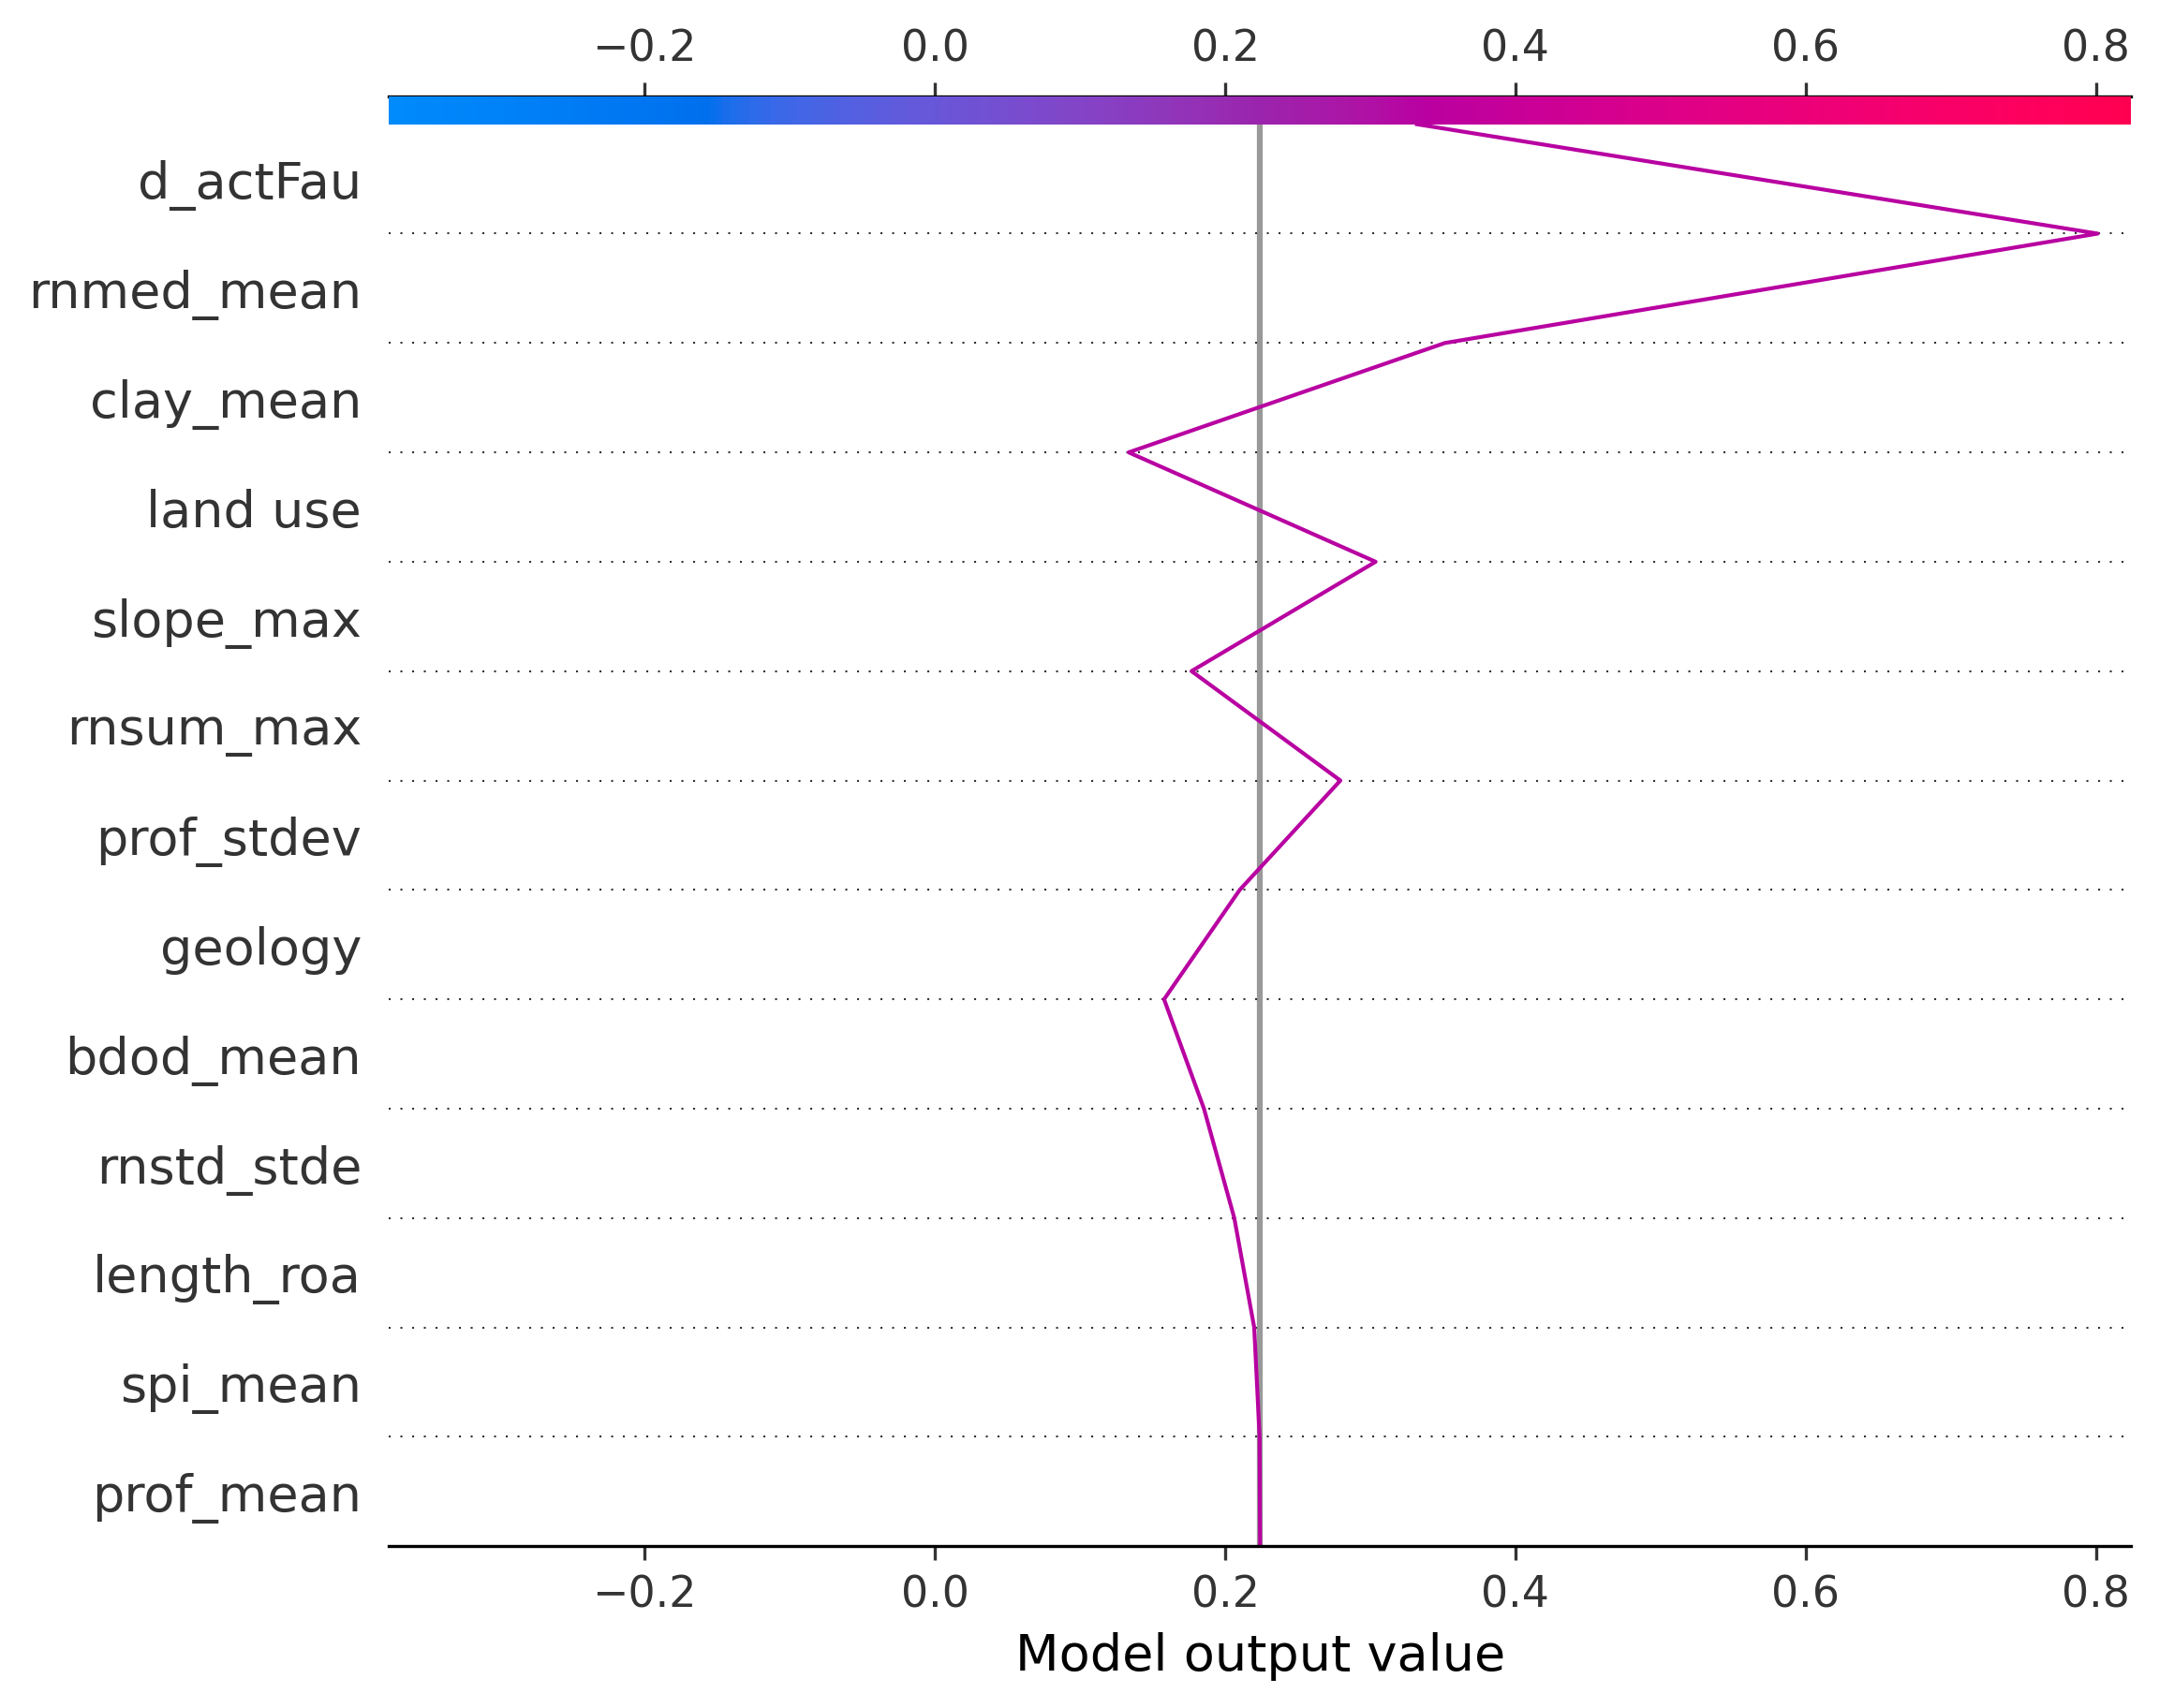 −0.2 0.0 0.2 0.4 0.6 0.8
d_actFau
rnmed_mean
clay_mean
land use
slope_max
rnsum_max
prof_stdev
geology
bdod_mean
rnstd_stde
length_roa
spi_mean
prof_mean
−0.2 0.0 0.2 0.4 0.6 0.8
Model output value